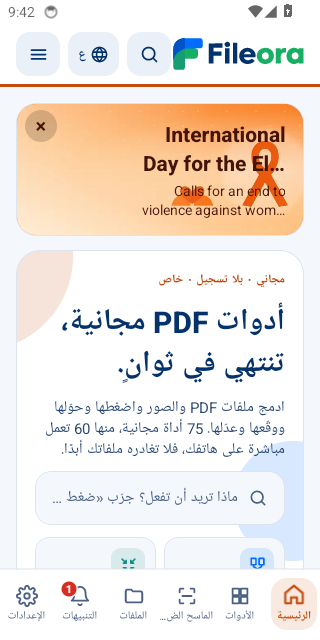 9:42
ع
Fileora
International
Day for the El…
Calls for an end to
violence against wom…
مجاني · بلا تسجيل · خاص
أدوات PDF مجانية،
تنتهي في ثوانٍ.
ادمج ملفات PDF والصور واضغطها وحوّلها
ووقّعها وعدّلها. 75 أداة مجانية، منها 60 تعمل
مباشرة على هاتفك، فلا تغادره ملفاتك أبدًا.
ماذا تريد أن تفعل؟ جرّب «ضغط …
الرئيسية
الأدوات
الماسح الض…
الملفات
1
التنبيهات
الإعدادات